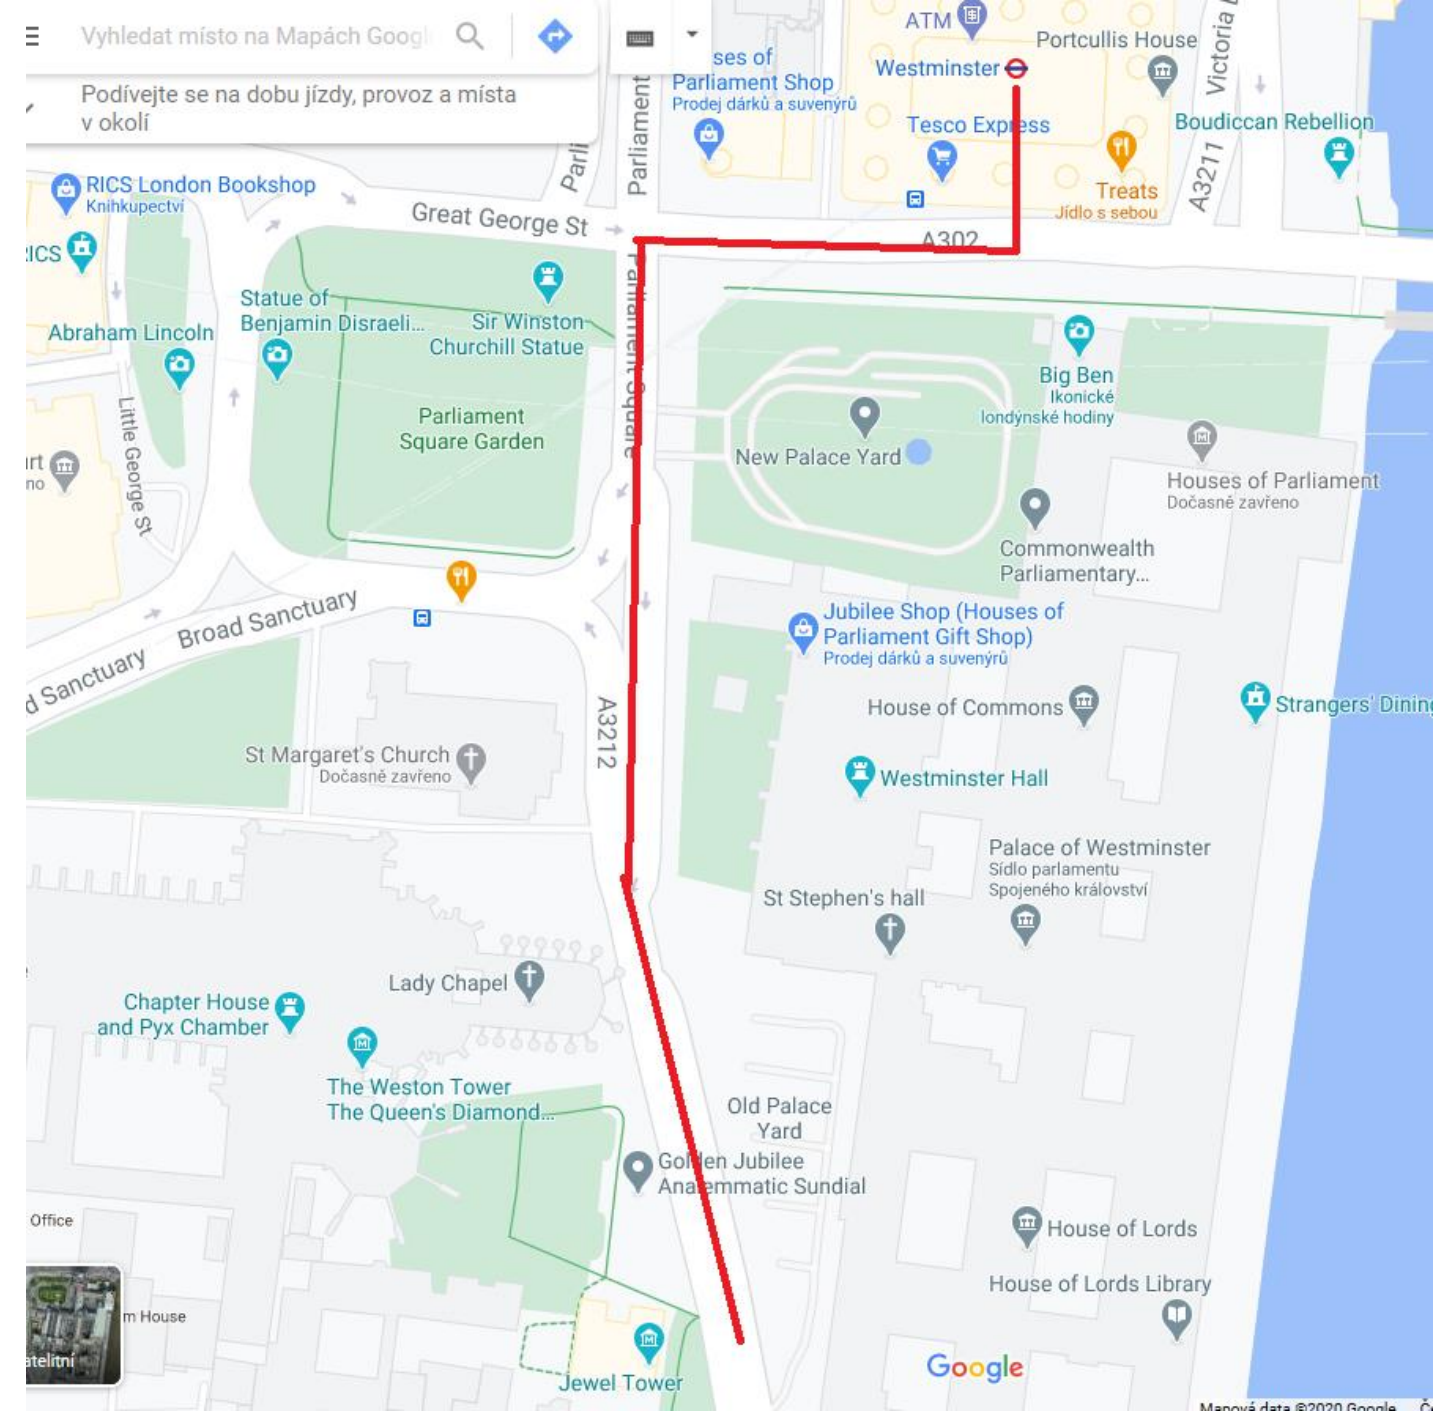 Vyhledat místo na Mapách Googl
Podívejte se na dobu jízdy, provoz a místa
v okolí
Parli
Parliament
ses of
Parliament Shop
Prodej dárků a suvenýrů
ATM
Westminster
Portcullis House
Victoria
Tesco Express
Boudiccan Rebellion
Treats
Jídlo s sebou
A3211
RICS London Bookshop
Knihkupectví
Great George St
A302
ICS
Statue of
Benjamin Disraeli...
Sir Winston
Churchill Statue
Parliament Square
Abraham Lincoln
Little George St
Parliament
Square Garden
Big Ben
Ikonické
londýnské hodiny
New Palace Yard
Houses of Parliament
Dočasně zavřeno
Commonwealth
Parliamentary...
Broad Sanctuary
d Sanctuary
Jubilee Shop (Houses of
Parliament Gift Shop)
Prodej dárků a suvenýrů
House of Commons
Strangers' Dining
A3212
St Margaret's Church
Dočasně zavřeno
Westminster Hall
Palace of Westminster
Sídlo parlamentu
Spojeného království
St Stephen's hall
Lady Chapel
Chapter House
and Pyx Chamber
The Weston Tower
The Queen's Diamond...
Old Palace
Yard
Golden Jubilee
Analemmatic Sundial
Office
House of Lords
House of Lords Library
m House
atelitní
Jewel Tower
Google
Mapová data ©2020 Google